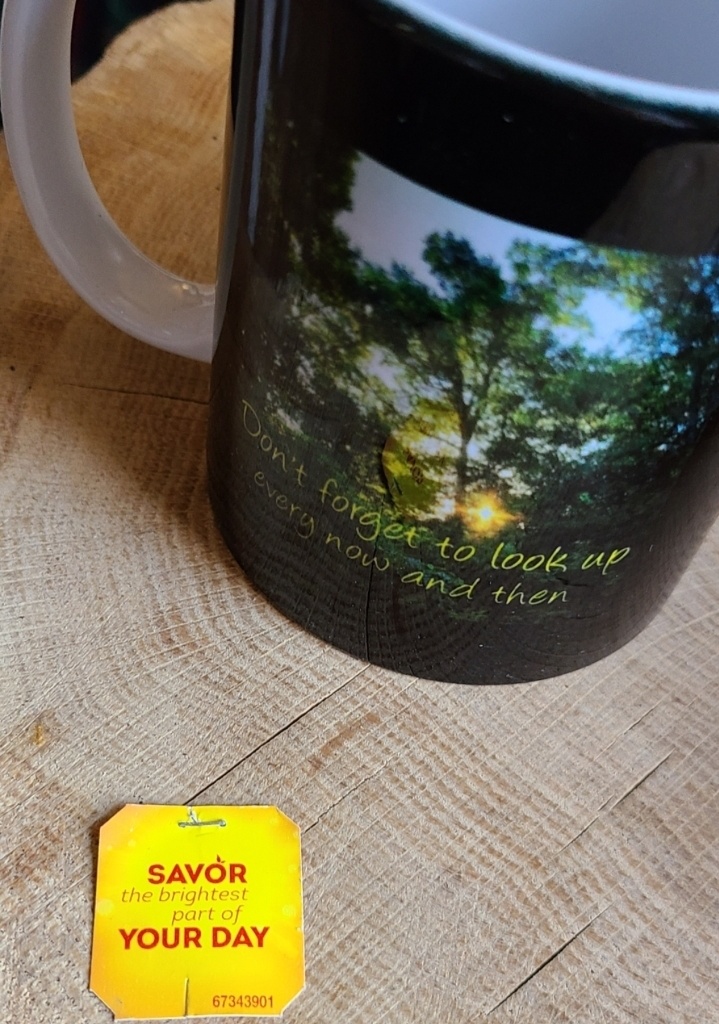 Don't forget to look up
every now and then
SAVOR
the brightest
part of
YOUR DAY
67343901